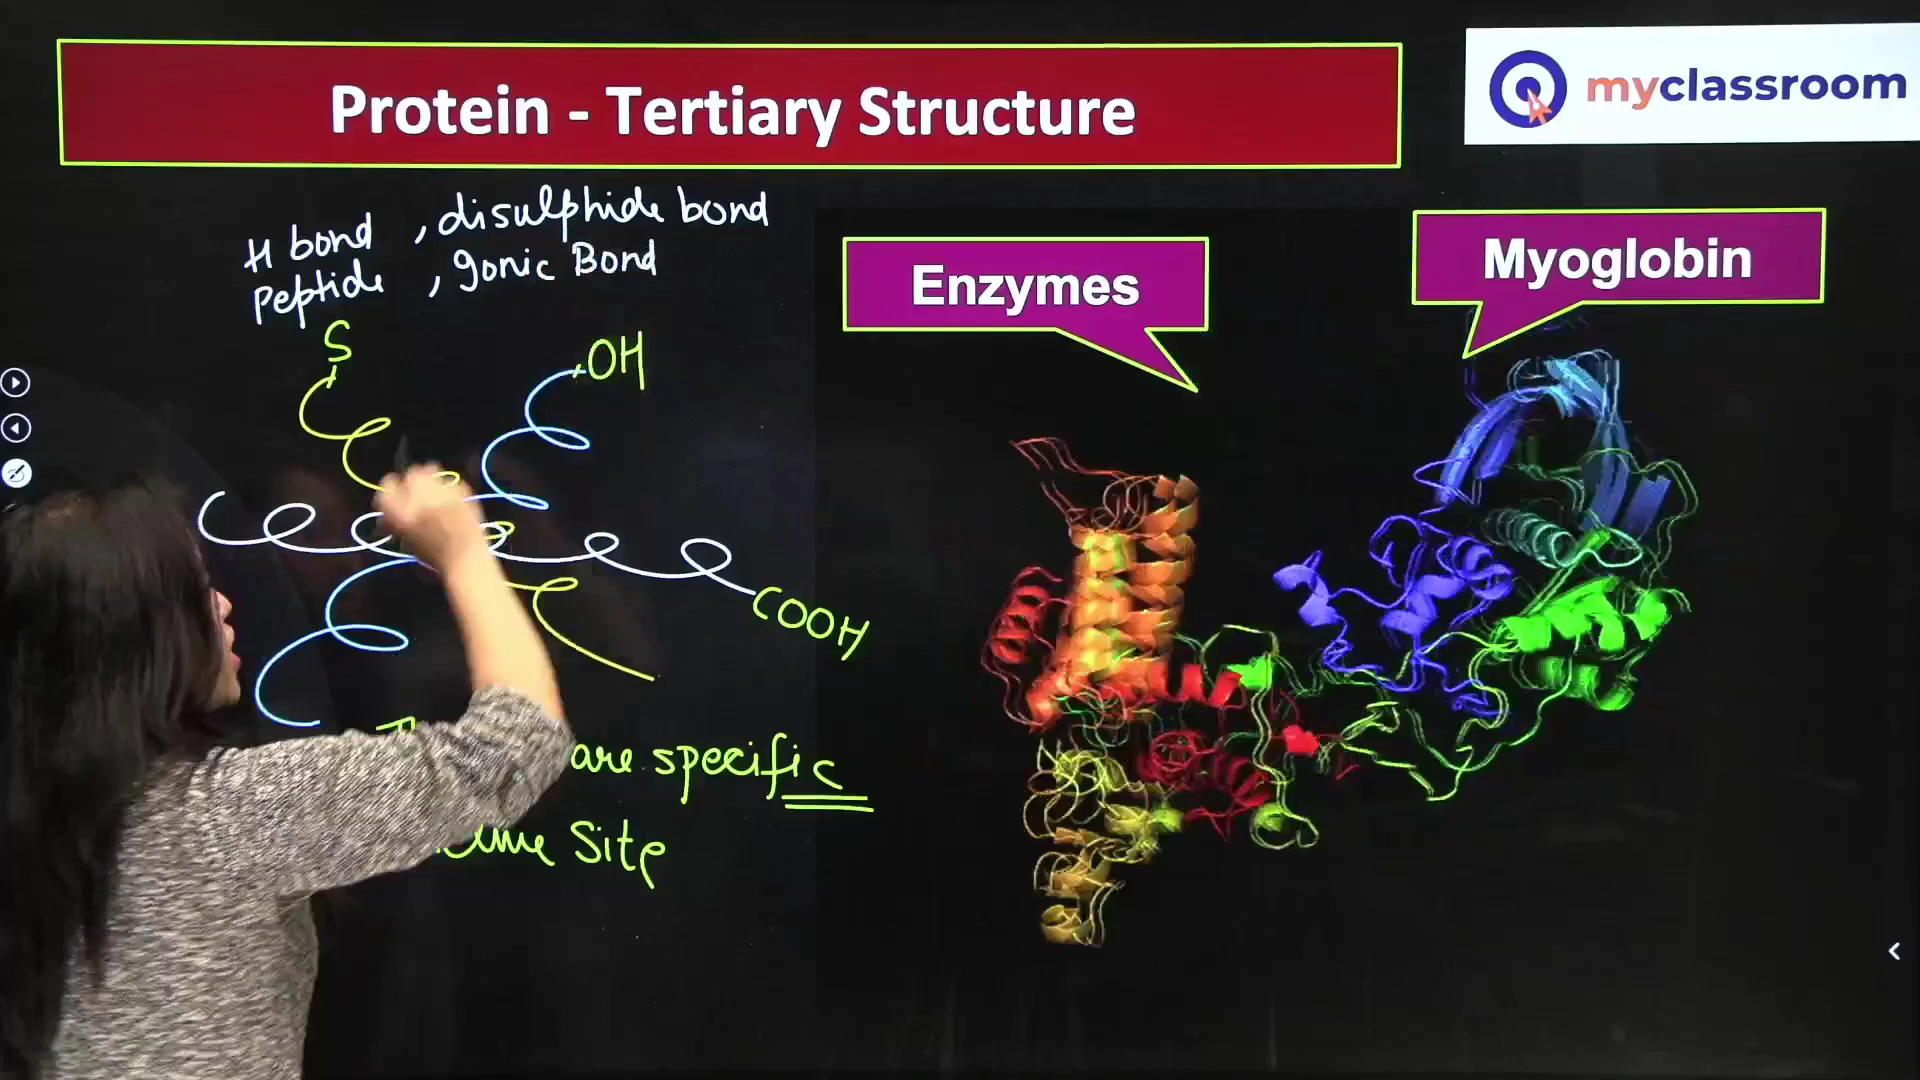 Protein - Tertiary Structure
myclassroom
H bond , disulphide bond
Peptide , Ionic Bond
Enzymes
Myoglobin
S
OH
COOH
are specific
Site